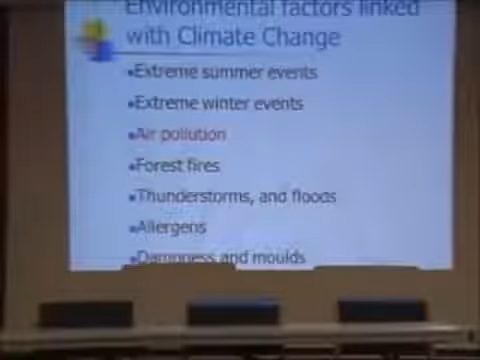 Environmental factors linked
with Climate Change
Extreme summer events
Extreme winter events
Air pollution
Forest fires
Thunderstorms, and floods
Allergens
Dampness and moulds